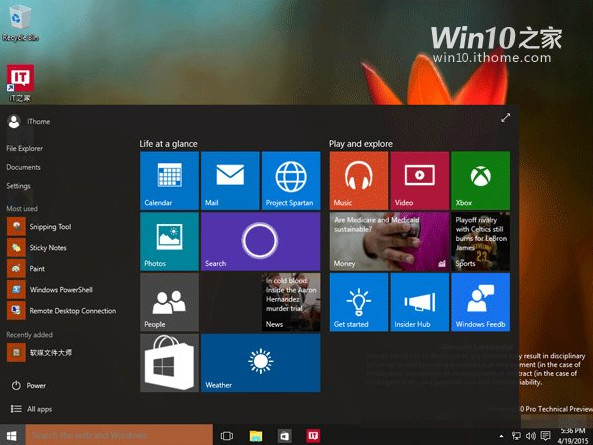 Recycle Bin
Win10之家
win10.ithome.com
IT
IT之家
IThome
File Explorer
Documents
Settings
Most used
Snipping Tool
Sticky Notes
Paint
Windows PowerShell
Remote Desktop Connection
Recently added
软媒文件大师
Power
All apps
Life at a glance
Calendar
Mail
Project Spartan
Photos
Search
People
In cold blood:
Inside the Aaron
Hernandez
murder trial
News
Weather
Play and explore
Music
Video
Xbox
Are Medicare and Medicaid
sustainable?
Money
Playoff rivalry
with Celtics still
burns for LeBron
James
23
Sports
Get started
Insider Hub
Windows Feedb
y result in disciplinary
ment (in the case of
tract (in the case of
iability.
0 Pro Technical Preview
Search the web and Windows
IT
5:36 PM
4/19/2015